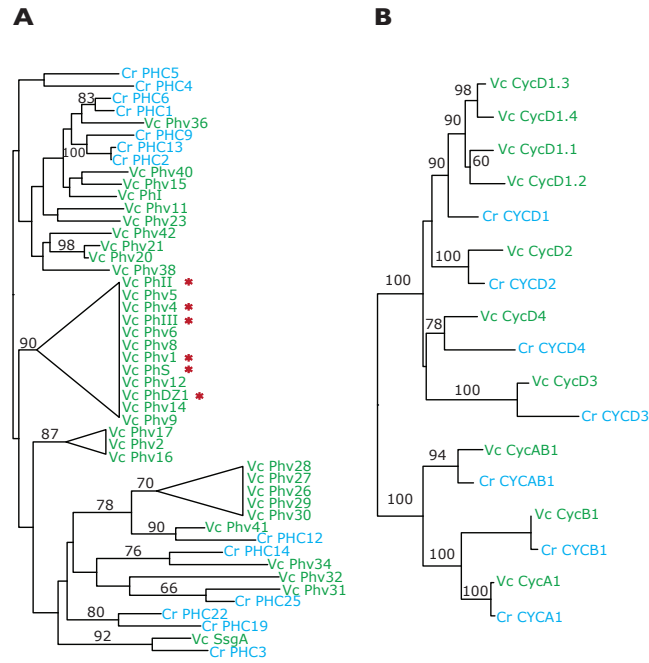 A
Cr PHC5
Cr PHC4
83
Cr PHC6
Cr PHC1
Vc Phv36
Cr PHC9
100
Cr PHC13
Cr PHC2
Vc Phv40
Vc Phv15
Vc PhI
Vc Phv11
Vc Phv23
Vc Phv42
98
Vc Phv21
Vc Phv20
Vc Phv38
90
Vc PhII *
Vc Phv5
Vc Phv4 *
Vc PhIII *
Vc Phv6
Vc Phv8
Vc Phv1 *
Vc PhS *
Vc Phv12
Vc PhDZ1 *
Vc Phv14
Vc Phv9
87
Vc Phv17
Vc Phv2
Vc Phv16
70
Vc Phv28
Vc Phv27
Vc Phv26
Vc Phv29
Vc Phv30
78
90
Vc Phv41
Cr PHC12
76
Cr PHC14
Vc Phv34
Vc Phv32
66
Vc Phv31
Cr PHC25
80
Cr PHC22
Cr PHC19
92
Vc SsgA
Cr PHC3
B
98
Vc CycD1.3
Vc CycD1.4
90
Vc CycD1.1
60
Vc CycD1.2
90
Cr CYCD1
100
Vc CycD2
Cr CYCD2
100
78
Vc CycD4
Cr CYCD4
100
Vc CycD3
Cr CYCD3
94
Vc CycAB1
Cr CYCAB1
100
Vc CycB1
100
Cr CYCB1
100
Vc CycA1
Cr CYCA1